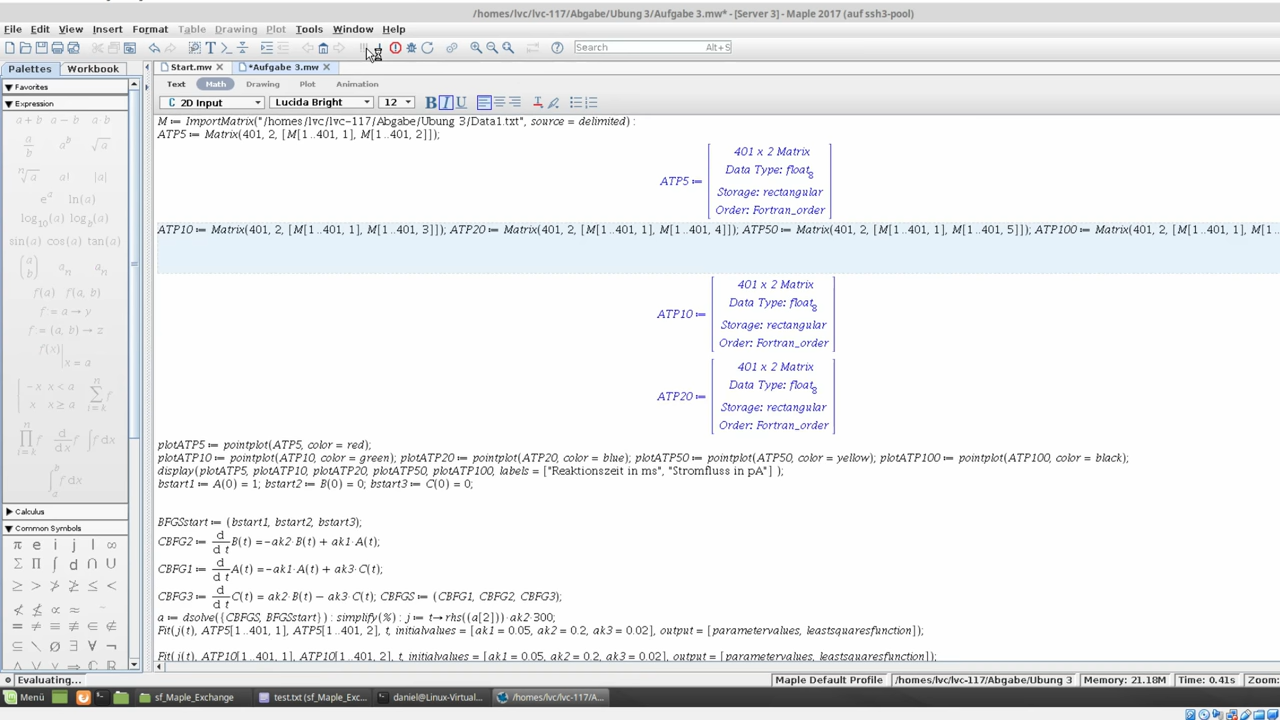 /homes/lvc/lvc-117/Abgabe/Ubung 3/Aufgabe 3.mw* - [Server 3] - Maple 2017 (auf ssh3-pool)
File Edit View Insert Format Table Drawing Plot Tools Window Help
Search Alt+S
Palettes Workbook
Start.mw *Aufgabe 3.mw
Text Math Drawing Plot Animation
C 2D Input Lucida Bright 12 B I U
Favorites
Expression
a + b a − b a·b
a/b a^b √a
ⁿ√a a! |a|
e^a ln(a)
log₁₀(a) log_b(a)
sin(a) cos(a) tan(a)
(a b) a_n a_n
f(a) f(a, b)
f = a → y
f = (a, b) → z
f(x)|x = a
−x x < a
x x ≥ a
Calculus
Common Symbols
π e i j I ∞
Σ Π ∫ d ∩ U
M ≔ ImportMatrix("/homes/lvc/lvc-117/Abgabe/Ubung 3/Data1.txt", source = delimited) :
ATP5 ≔ Matrix(401, 2, [M[1 ..401, 1], M[1 ..401, 2]]);
ATP5 ≔
401 x 2 Matrix
Data Type: float₈
Storage: rectangular
Order: Fortran_order
ATP10 ≔ Matrix(401, 2, [M[1 ..401, 1], M[1 ..401, 3]]); ATP20 ≔ Matrix(401, 2, [M[1 ..401, 1], M[1 ..401, 4]]); ATP50 ≔ Matrix(401, 2, [M[1 ..401, 1], M[1 ..401, 5]]); ATP100 ≔ Matrix(401, 2, [M[1 ..401, 1], M[1 ..
ATP10 ≔
401 x 2 Matrix
Data Type: float₈
Storage: rectangular
Order: Fortran_order
ATP20 ≔
401 x 2 Matrix
Data Type: float₈
Storage: rectangular
Order: Fortran_order
plotATP5 ≔ pointplot(ATP5, color = red);
plotATP10 ≔ pointplot(ATP10, color = green); plotATP20 ≔ pointplot(ATP20, color = blue); plotATP50 ≔ pointplot(ATP50, color = yellow); plotATP100 ≔ pointplot(ATP100, color = black);
display(plotATP5, plotATP10, plotATP20, plotATP50, plotATP100, labels = ["Reaktionszeit in ms", "Stromfluss in pA"] );
bstart1 ≔ A(0) = 1; bstart2 ≔ B(0) = 0; bstart3 ≔ C(0) = 0;
BFGSstart ≔ (bstart1, bstart2, bstart3);
CBFG2 ≔ d/dt B(t) = −ak2·B(t) + ak1·A(t);
CBFG1 ≔ d/dt A(t) = −ak1·A(t) + ak3·C(t);
CBFG3 ≔ d/dt C(t) = ak2·B(t) − ak3·C(t); CBFGS ≔ (CBFG1, CBFG2, CBFG3);
a ≔ dsolve({CBFGS, BFGSstart}) : simplify(%) : j ≔ t→rhs((a[2]))·ak2·300;
Fit(j(t), ATP5[1 ..401, 1], ATP5[1 ..401, 2], t, initialvalues = [ak1 = 0.05, ak2 = 0.2, ak3 = 0.02], output = [parametervalues, leastsquaresfunction]);
Fit(j(t), ATP10[1 ..401, 1], ATP10[1 ..401, 2], t, initialvalues = [ak1 = 0.05, ak2 = 0.2, ak3 = 0.02], output = [parametervalues, leastsquaresfunction]);
Evaluating... Maple Default Profile /homes/lvc/lvc-117/Abgabe/Ubung 3 Memory: 21.18M Time: 0.41s Zoom:
Menü sf_Maple_Exchange test.txt (sf_Maple_Exc... daniel@Linux-Virtual... /homes/lvc/lvc-117/A...